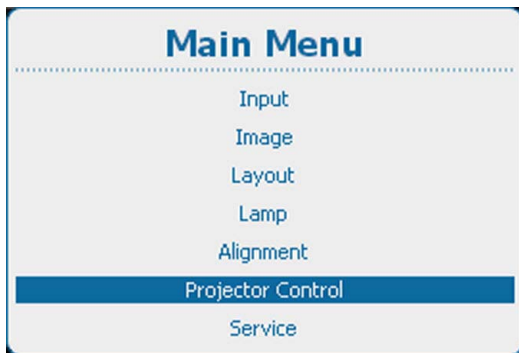 Main Menu
Input
Image
Layout
Lamp
Alignment
Projector Control
Service